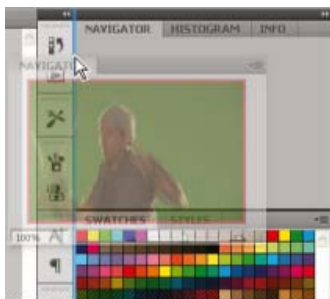 NAVIGATOR HISTOGRAM INFO
NAVIGATOR
SWATCHES STYLES
100%